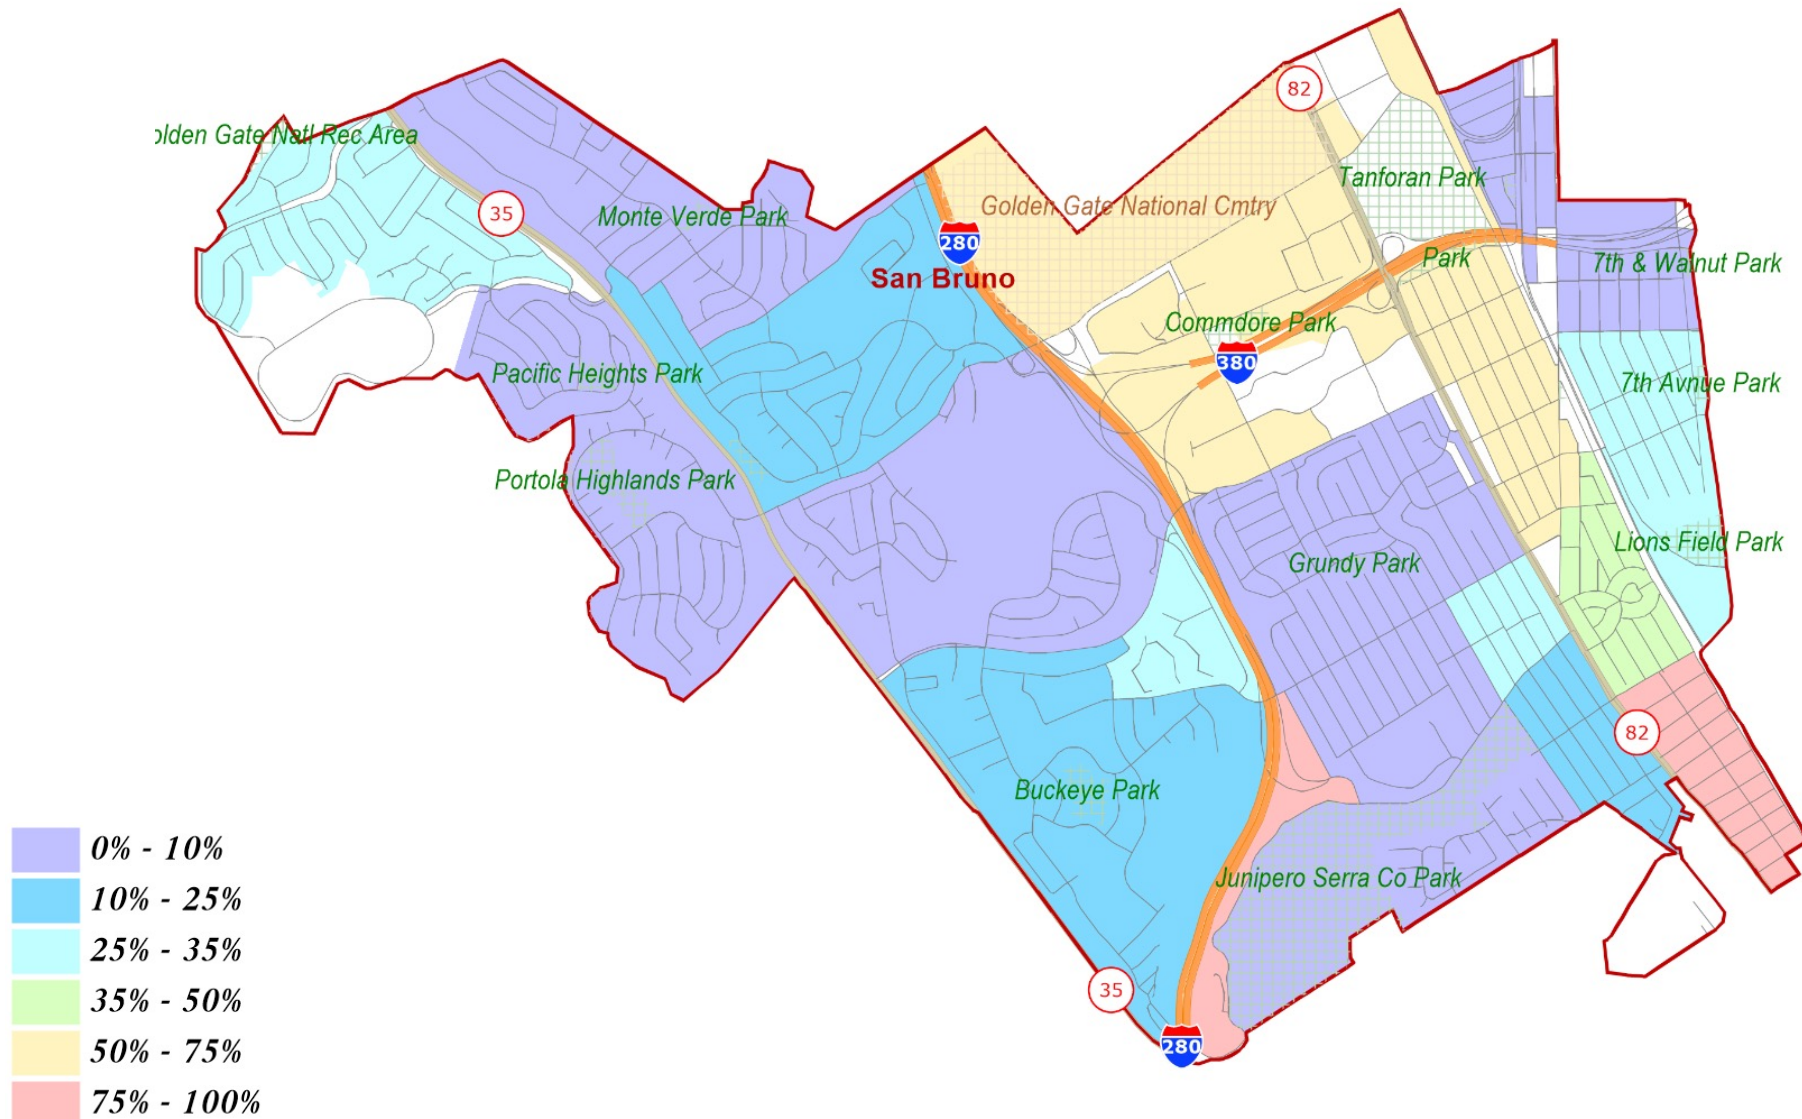 82
olden Gate Natl Rec Area
Tanforan Park
35
Monte Verde Park
Golden Gate National Cmtry
280
San Bruno
Park
7th & Walnut Park
Commdore Park
380
Pacific Heights Park
7th Avnue Park
Portola Highlands Park
Lions Field Park
Grundy Park
82
Buckeye Park
0% - 10%
Junipero Serra Co Park
10% - 25%
25% - 35%
35% - 50%
35
50% - 75%
280
75% - 100%